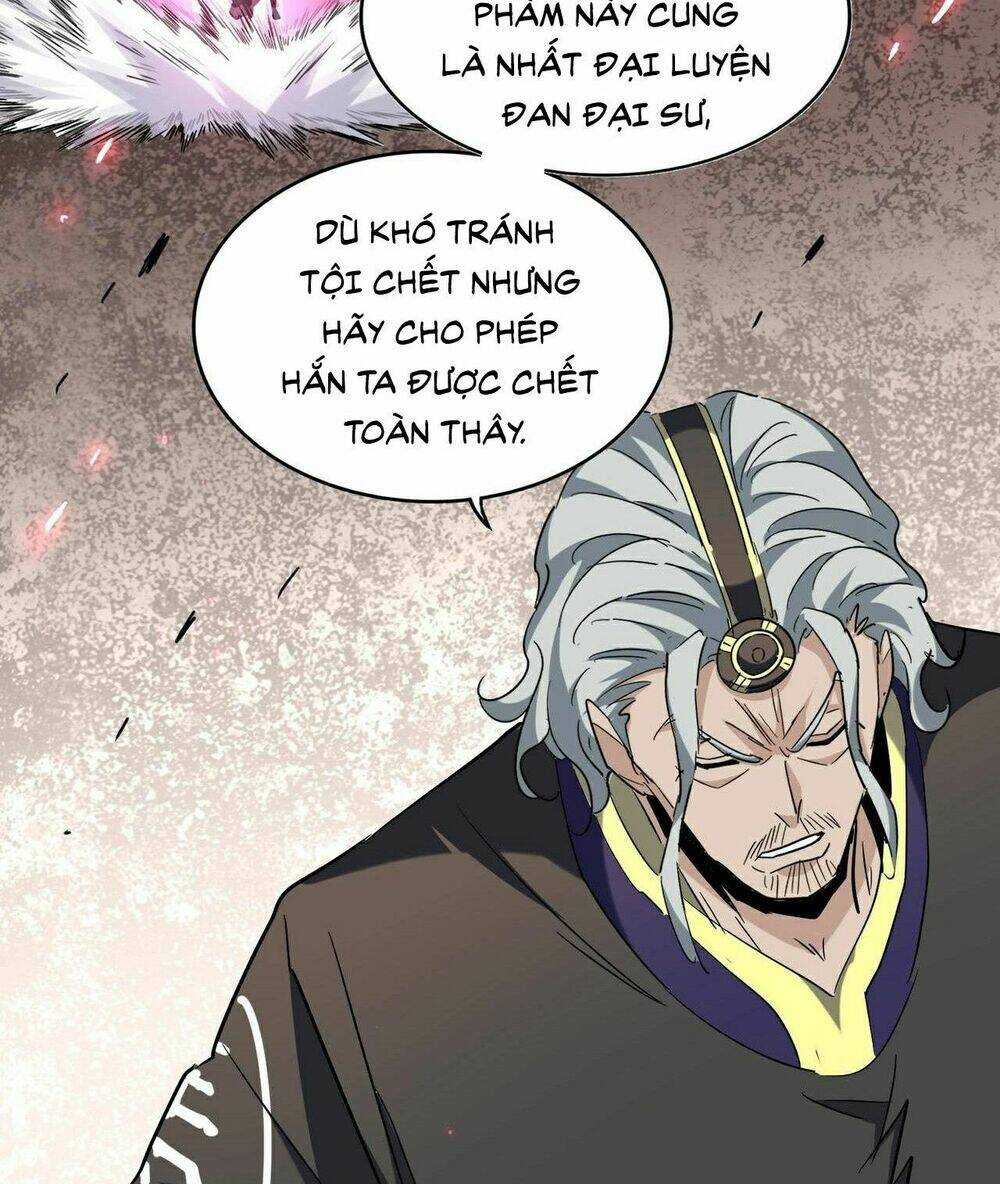 PHẨM NÀY CŨNG
LÀ NHẤT ĐẠI LUYỆN
ĐAN ĐẠI SƯ,
DÙ KHÓ TRÁNH
TỘI CHẾT NHƯNG
HÃY CHO PHÉP
HẮN TA ĐƯỢC CHẾT
TOÀN THÂY.